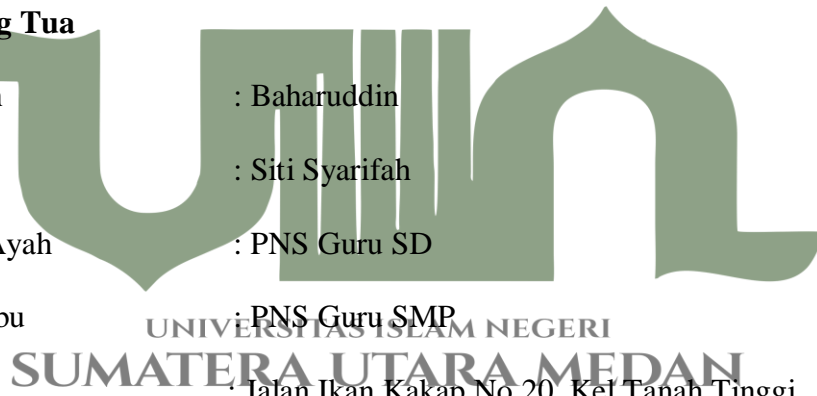 g Tua
: Baharuddin
: Siti Syarifah
Ayah : PNS Guru SD
bu : PNS Guru SMP
UNIVERSITAS ISLAM NEGERI
SUMATERA UTARA MEDAN
: Jalan Ikan Kakap No.20, Kel Tanah Tinggi,